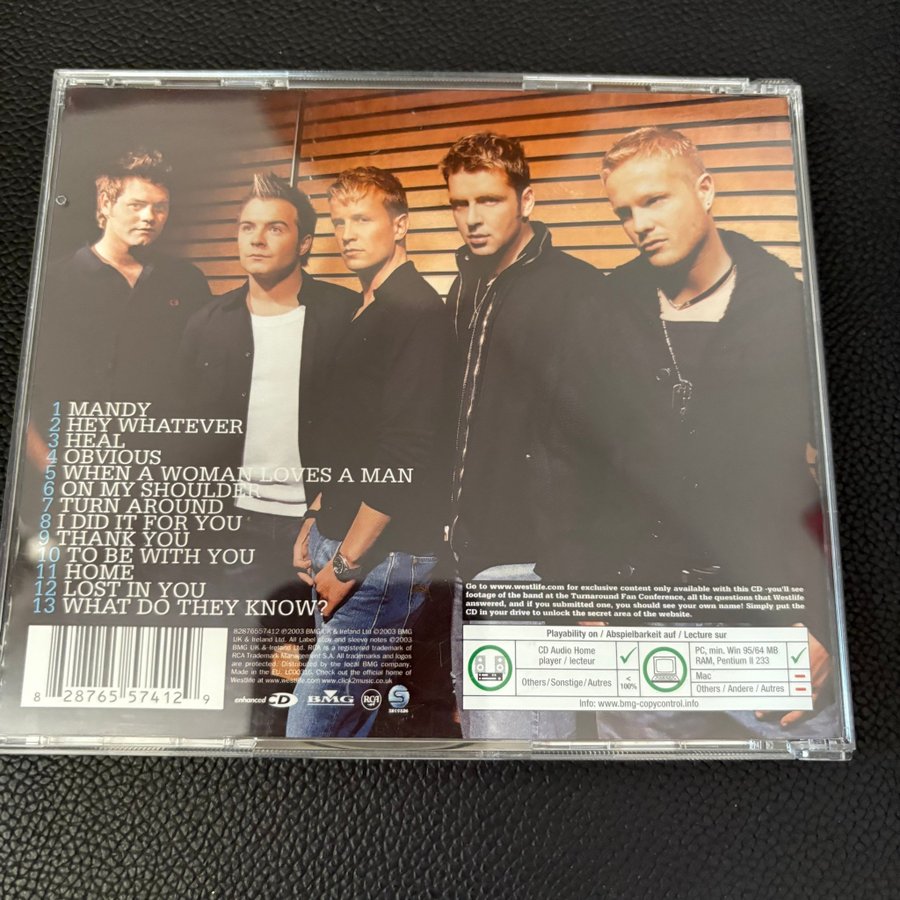 1 MANDY
2 HEY WHATEVER
3 HEAL
4 OBVIOUS
5 WHEN A WOMAN LOVES A MAN
6 ON MY SHOULDER
7 TURN AROUND
8 I DID IT FOR YOU
9 THANK YOU
10 TO BE WITH YOU
11 HOME
12 LOST IN YOU
13 WHAT DO THEY KNOW?
8 28765 57412 9
82876557412 ℗2003 BMG UK & Ireland Ltd ©2003 BMG
UK & Ireland Ltd. All Label copy and sleeve notes ©2003
BMG UK & Ireland Ltd. RCA is a registered trademark of
RCA Trademark Management S.A. All trademarks and logos
are protected. Distributed by the local BMG company.
Made in the EU. LC00316. Check out the official home of
Westlife at www.westlife.com www.click2music.co.uk
enhanced CD BMG RCA S
Go to www.westlife.com for exclusive content only available with this CD -you'll see
footage of the band at the Turnaround Fan Conference, all the questions that Westlife
answered, and if you submitted one, you should see your own name! Simply put the
CD in your drive to unlock the secret area of the website.
Playability on / Abspielbarkeit auf / Lecture sur
CD Audio Home
player / lecteur
Others/Sonstige/Autres
<
100%
PC, min. Win 95/64 MB
RAM, Pentium II 233
Mac
Others / Andere / Autres
Info: www.bmg-copycontrol.info